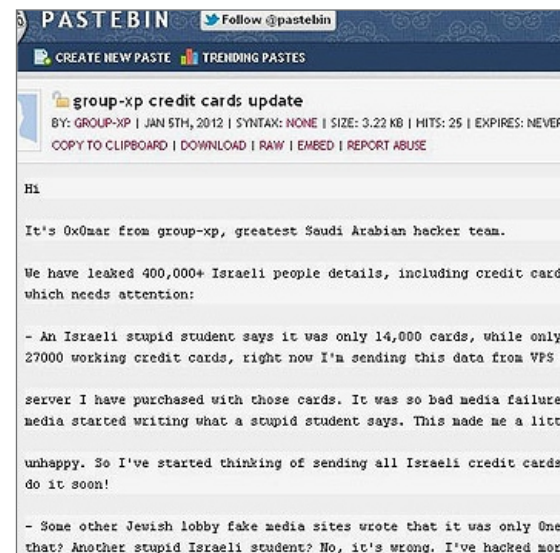 PASTEBIN Follow @pastebin
CREATE NEW PASTE TRENDING PASTES
group-xp credit cards update
BY: GROUP-XP | JAN 5TH, 2012 | SYNTAX: NONE | SIZE: 3.22 KB | HITS: 25 | EXPIRES: NEVER
COPY TO CLIPBOARD | DOWNLOAD | RAW | EMBED | REPORT ABUSE
Hi
It's 0x0mar from group-xp, greatest Saudi Arabian hacker team.
We have leaked 400,000+ Israeli people details, including credit card
which needs attention:
- An Israeli stupid student says it was only 14,000 cards, while only
27000 working credit cards, right now I'm sending this data from VPS
server I have purchased with those cards. It was so bad media failure
media started writing what a stupid student says. This made me a litt
unhappy. So I've started thinking of sending all Israeli credit cards
do it soon!
- Some other Jewish lobby fake media sites wrote that it was only One
that? Another stupid Israeli student? No, it's wrong. I've hacked mor